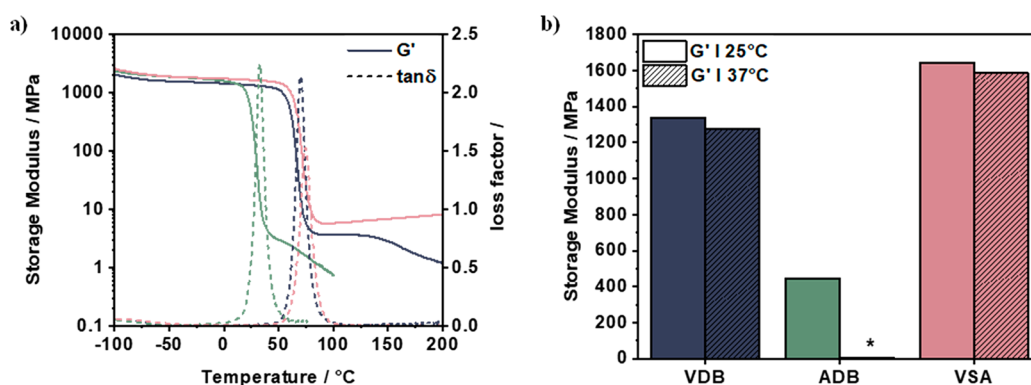 a)
Storage Modulus / MPa
10000
1000
100
10
1
0.1
-100
-50
0
50
100
150
200
Temperature / °C
2.5
2.0
1.5
1.0
0.5
0.0
loss factor /
G'
tanδ
b)
Storage Modulus / MPa
1800
1600
1400
1200
1000
800
600
400
200
0
G' I 25°C
G' I 37°C
*
VDB ADB VSA